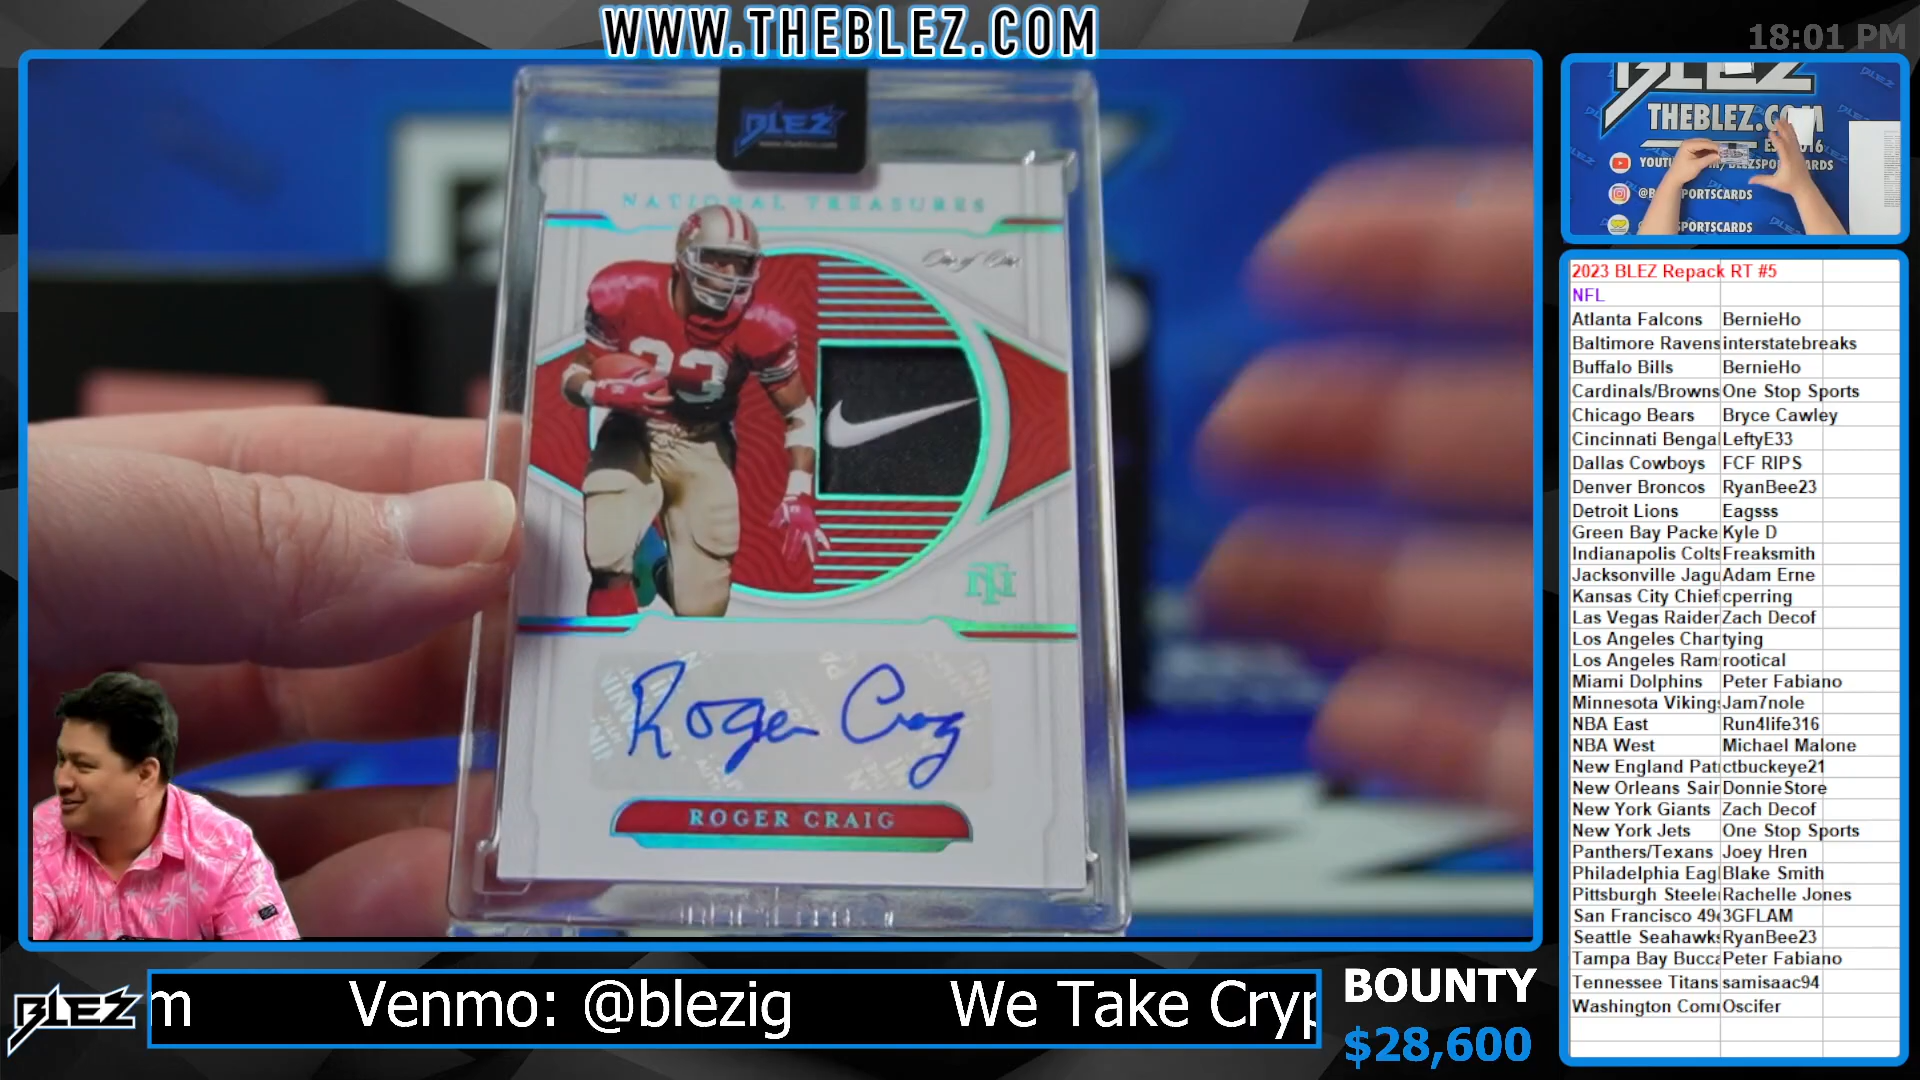 WWW.THEBLEZ.COM
18:01 PM
BLEZ
NATIONAL TREASURES
One of One
33
NT
Roger Craig
ROGER CRAIG
BLEZ
THEBLEZ.COM
2023 BLEZ Repack RT #5
NFL
Atlanta Falcons BernieHo
Baltimore Ravens interstatebreaks
Buffalo Bills BernieHo
Cardinals/Browns One Stop Sports
Chicago Bears Bryce Cawley
Cincinnati Bengal LeftyE33
Dallas Cowboys FCF RIPS
Denver Broncos RyanBee23
Detroit Lions Eagsss
Green Bay Packe Kyle D
Indianapolis Colts Freaksmith
Jacksonville Jagu Adam Erne
Kansas City Chief cperring
Las Vegas Raider Zach Decof
Los Angeles Char tying
Los Angeles Ram rootical
Miami Dolphins Peter Fabiano
Minnesota Viking Jam7nole
NBA East Run4life316
NBA West Michael Malone
New England Pat ctbuckeye21
New Orleans Sain DonnieStore
New York Giants Zach Decof
New York Jets One Stop Sports
Panthers/Texans Joey Hren
Philadelphia Eagl Blake Smith
Pittsburgh Steele Rachelle Jones
San Francisco 49e 3GFLAM
Seattle Seahawks RyanBee23
Tampa Bay Bucca Peter Fabiano
Tennessee Titans samisaac94
Washington Com Oscifer
BLEZ
m Venmo: @blezig We Take Cryp
BOUNTY
$28,600